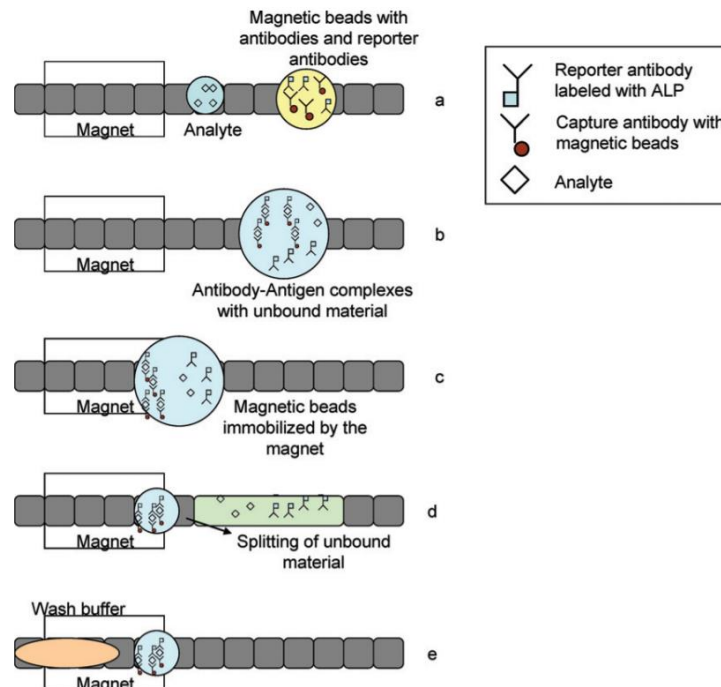 Magnetic beads with
antibodies and reporter
antibodies
Magnet
Analyte
a
Reporter antibody
labeled with ALP
Capture antibody with
magnetic beads
Analyte
Magnet
b
Antibody-Antigen complexes
with unbound material
Magnet
c
Magnetic beads
immobilized by the
magnet
Magnet
d
Splitting of unbound
material
Wash buffer
e
Magnet